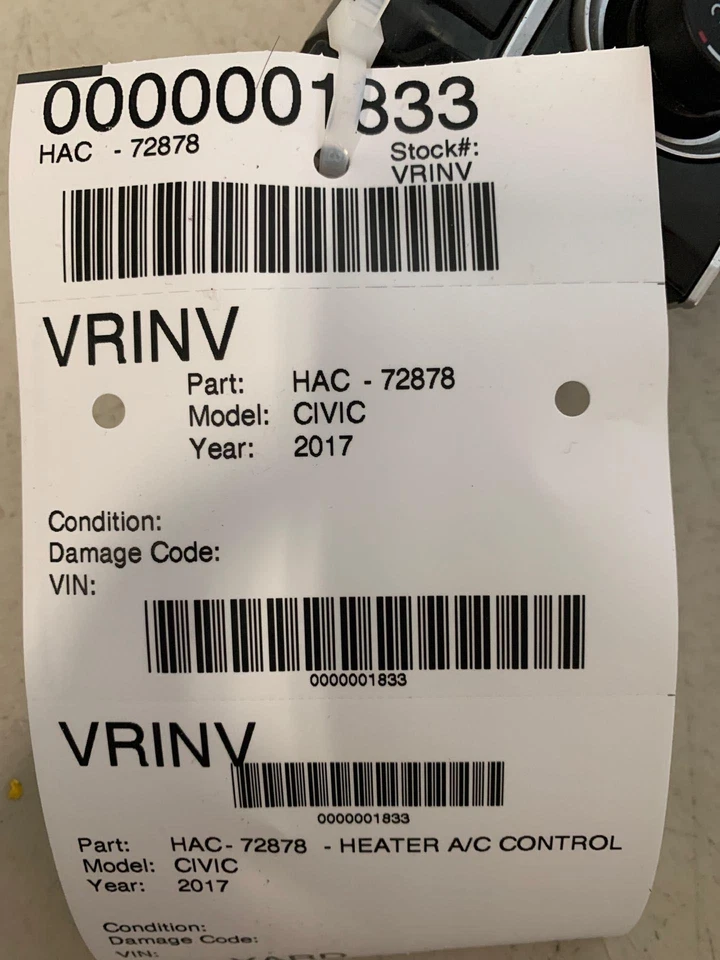 0000001833
HAC - 72878
Stock#:
VRINV
VRINV
Part: HAC - 72878
Model: CIVIC
Year: 2017
Condition:
Damage Code:
VIN:
0000001833
VRINV
0000001833
Part: HAC- 72878 - HEATER A/C CONTROL
Model: CIVIC
Year: 2017
Condition:
Damage Code:
VIN: